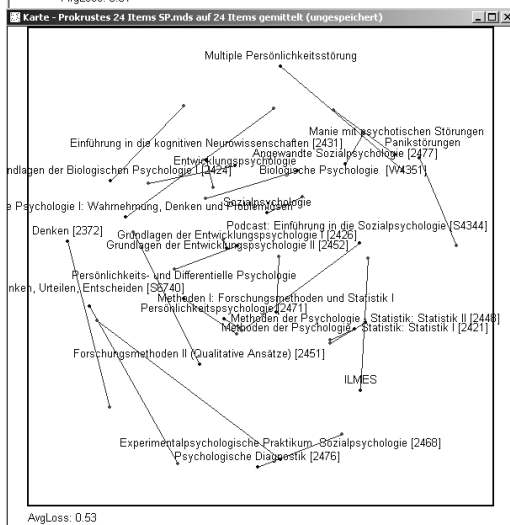 Karte - Prokrustes 24 Items SP.mds auf 24 Items gemittelt (ungespeichert)
Multiple Persönlichkeitsstörung
Manie mit psychotischen Störungen
Einführung in die kognitiven Neurowissenschaften [2431]
Panikstörungen
Angewandte Sozialpsychologie [2477]
Entwicklungspsychologie
ndlagen der Biologischen Psychologie I [2424]
Biologische Psychologie [W4351]
Sozialpsychologie
e Psychologie I: Wahrnehmung, Denken und Problemlösen
Podcast: Einführung in die Sozialpsychologie [S4344]
Denken [2372]
Grundlagen der Entwicklungspsychologie I [2426]
Grundlagen der Entwicklungspsychologie II [2452]
Persönlichkeits- und Differentielle Psychologie
nken, Urteilen, Entscheiden [S6740]
Methoden I: Forschungsmethoden und Statistik I
Persönlichkeitspsychologie [2471]
Methoden der Psychologie - Statistik: Statistik II [2448]
Methoden der Psychologie - Statistik: Statistik I [2421]
Forschungsmethoden II (Qualitative Ansätze) [2451]
ILMES
Experimentalpsychologische Praktikum Sozialpsychologie [2468]
Psychologische Diagnostik [2476]
AvgLoss: 0.53